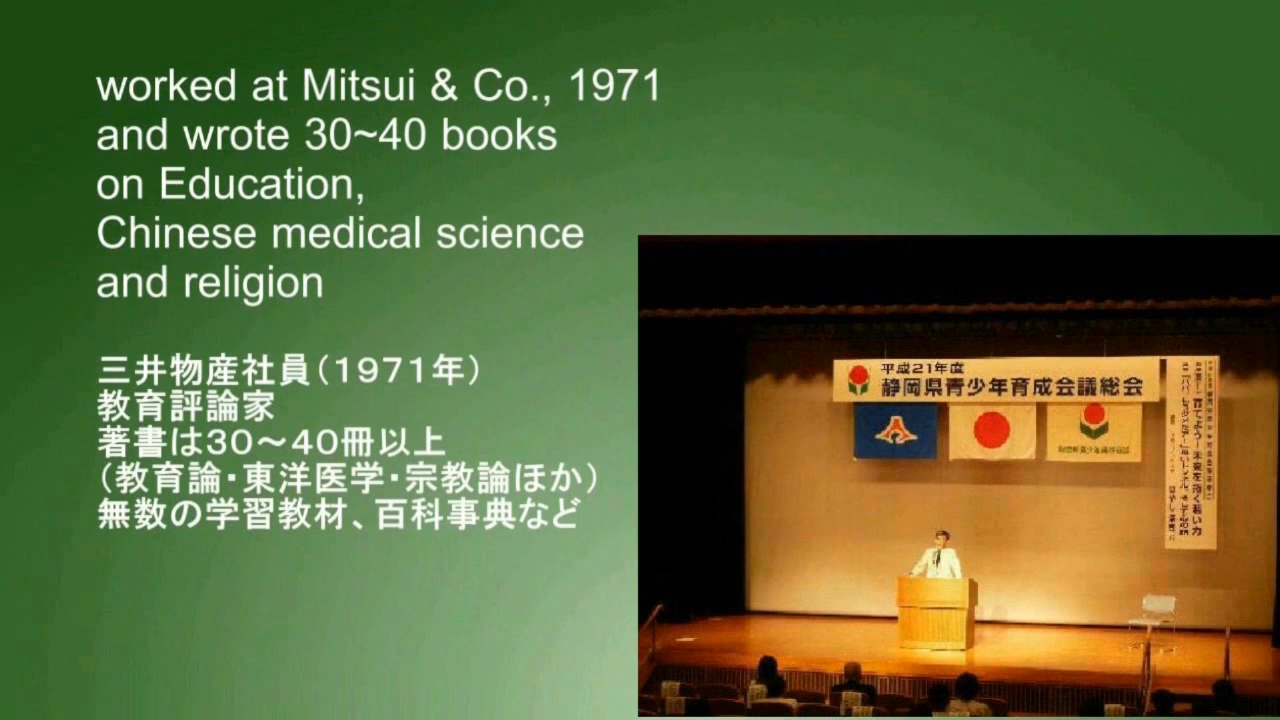 worked at Mitsui & Co., 1971
and wrote 30~40 books
on Education,
Chinese medical science
and religion
三井物産社員（１９７１年）
教育評論家
著書は３０～４０冊以上
（教育論・東洋医学・宗教論ほか）
無数の学習教材、百科事典など
平成21年度
静岡県青少年育成会議総会